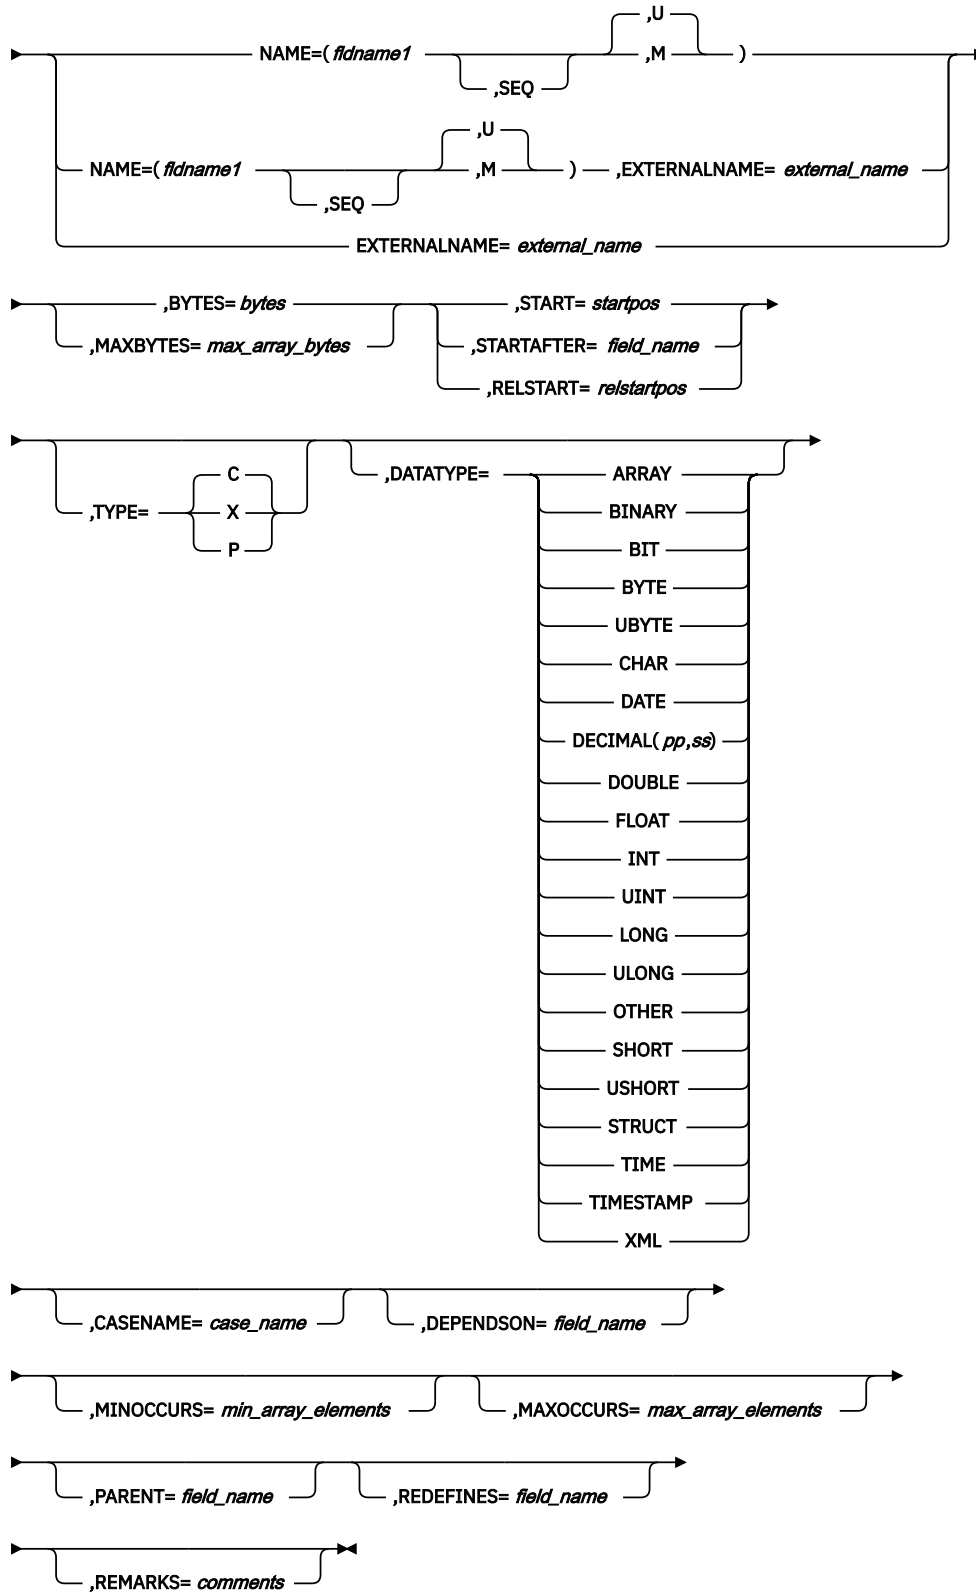 ,U
NAME=( fldname1 ,M )
,SEQ
,U
NAME=( fldname1 ,M ) ,EXTERNALNAME= external_name
,SEQ
EXTERNALNAME= external_name
,BYTES= bytes ,START= startpos
,MAXBYTES= max_array_bytes ,STARTAFTER= field_name
,RELSTART= relstartpos
C ,DATATYPE= ARRAY
,TYPE= X BINARY
P BIT
BYTE
UBYTE
CHAR
DATE
DECIMAL( pp,ss)
DOUBLE
FLOAT
INT
UINT
LONG
ULONG
OTHER
SHORT
USHORT
STRUCT
TIME
TIMESTAMP
XML
,CASENAME= case_name ,DEPENDSON= field_name
,MINOCCURS= min_array_elements ,MAXOCCURS= max_array_elements
,PARENT= field_name ,REDEFINES= field_name
,REMARKS= comments